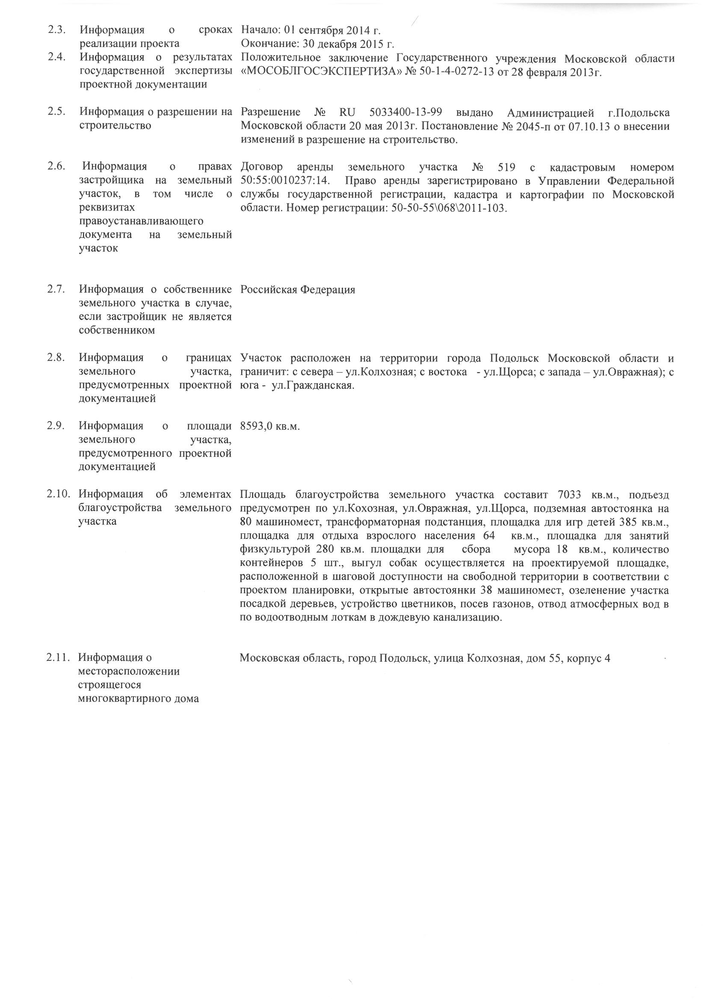 2.3. Информация о сроках Начало: 01 сентября 2014 г.
реализации проекта Окончание: 30 декабря 2015 г.
2.4. Информация о результатах Положительное заключение Государственного учреждения Московской области
государственной экспертизы «МОСОБЛГОСЭКСПЕРТИЗА» № 50-1-4-0272-13 от 28 февраля 2013г.
проектной документации
2.5. Информация о разрешении на Разрешение № RU 5033400-13-99 выдано Администрацией г.Подольска
строительство Московской области 20 мая 2013г. Постановление № 2045-п от 07.10.13 о внесении
изменений в разрешение на строительство.
2.6. Информация о правах Договор аренды земельного участка № 519 с кадастровым номером
застройщика на земельный 50:55:0010237:14. Право аренды зарегистрировано в Управлении Федеральной
участок, в том числе о службы государственной регистрации, кадастра и картографии по Московской
реквизитах области. Номер регистрации: 50-50-55\068\2011-103.
правоустанавливающего
документа на земельный
участок
2.7. Информация о собственнике Российская Федерация
земельного участка в случае,
если застройщик не является
собственником
2.8. Информация о границах Участок расположен на территории города Подольск Московской области и
земельного участка, граничит: с севера – ул.Колхозная; с востока - ул.Щорса; с запада – ул.Овражная); с
предусмотренных проектной юга - ул.Гражданская.
документацией
2.9. Информация о площади 8593,0 кв.м.
земельного участка,
предусмотренного проектной
документацией
2.10. Информация об элементах Площадь благоустройства земельного участка составит 7033 кв.м., подъезд
благоустройства земельного предусмотрен по ул.Кохозная, ул.Овражная, ул.Щорса, подземная автостоянка на
участка 80 машиномест, трансформаторная подстанция, площадка для игр детей 385 кв.м.,
площадка для отдыха взрослого населения 64 кв.м., площадка для занятий
физкультурой 280 кв.м. площадки для сбора мусора 18 кв.м., количество
контейнеров 5 шт., выгул собак осуществляется на проектируемой площадке,
расположенной в шаговой доступности на свободной территории в соответствии с
проектом планировки, открытые автостоянки 38 машиномест, озеленение участка
посадкой деревьев, устройство цветников, посев газонов, отвод атмосферных вод в
по водоотводным лоткам в дождевую канализацию.
2.11. Информация о Московская область, город Подольск, улица Колхозная, дом 55, корпус 4
месторасположении
строящегося
многоквартирного дома